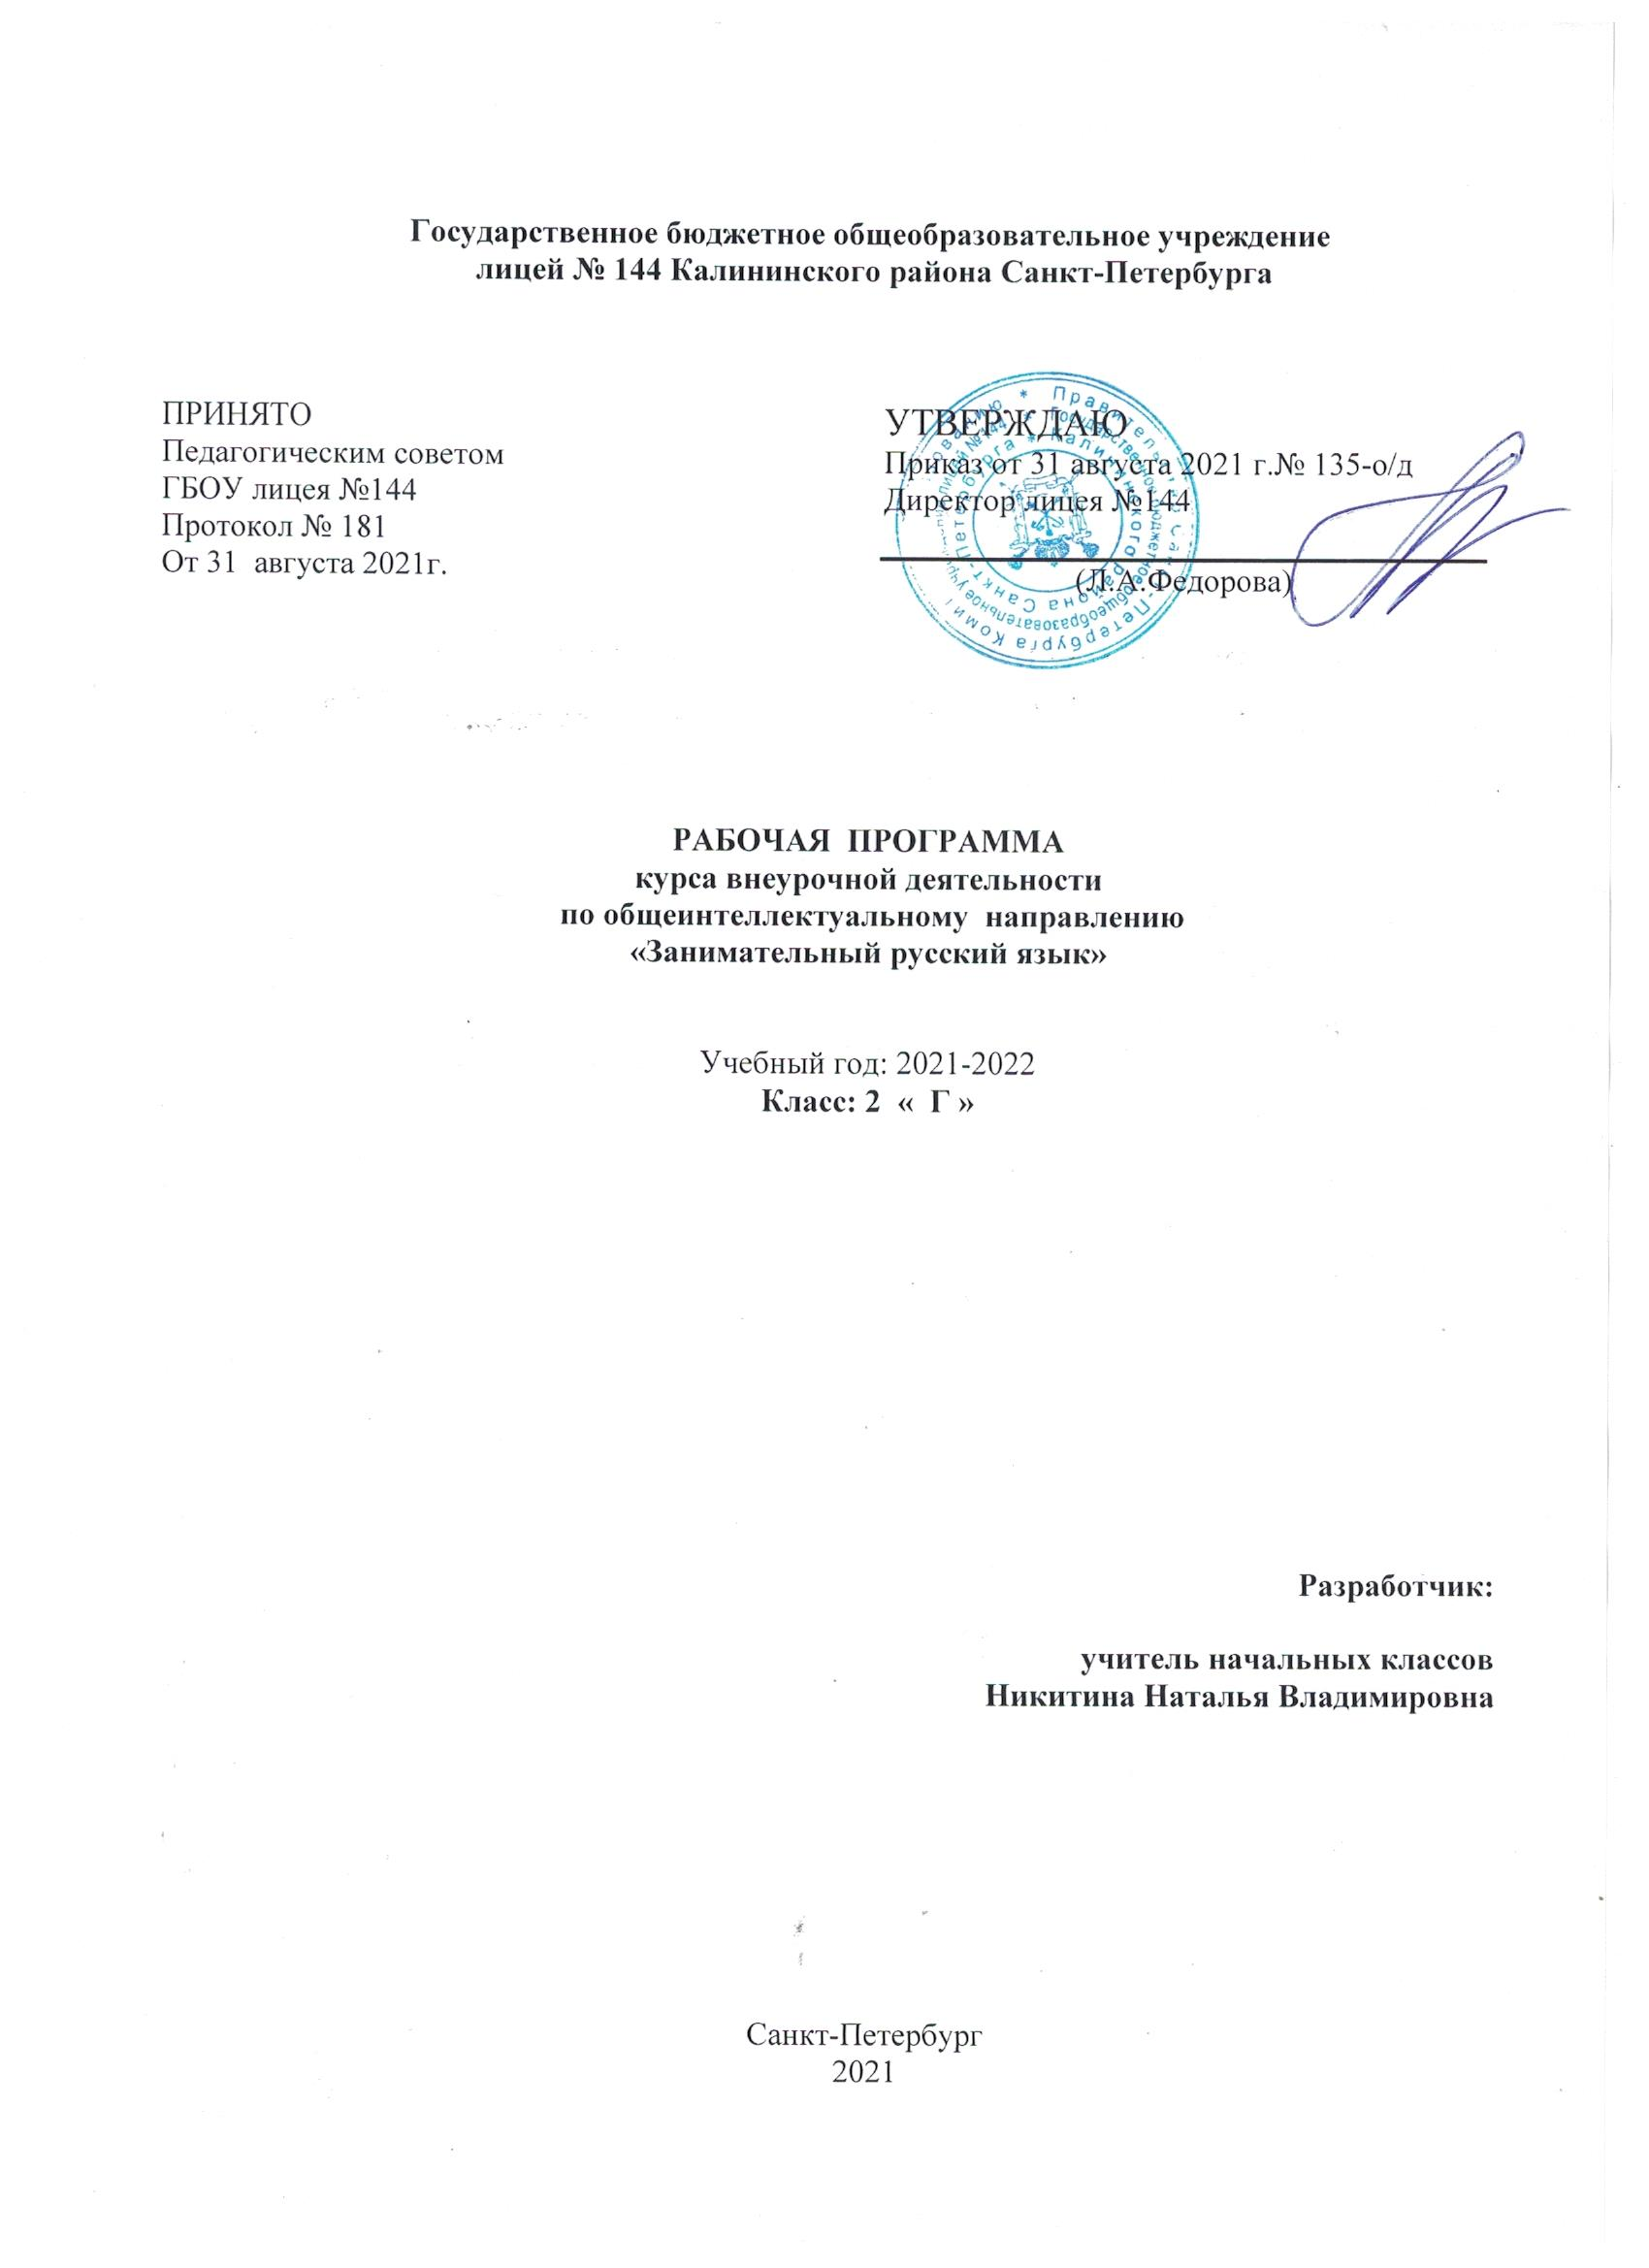 Государственное бюджетное общеобразовательное учреждение
лицей № 144 Калининского района Санкт-Петербурга
ПРИНЯТО
Педагогическим советом
ГБОУ лицея №144
Протокол № 181
От 31 августа 2021г.
УТВЕРЖДАЮ
Приказ от 31 августа 2021 г.№ 135-о/д
Директор лицея №144
(Л.А.Федорова)
РАБОЧАЯ ПРОГРАММА
курса внеурочной деятельности
по общеинтеллектуальному направлению
«Занимательный русский язык»
Учебный год: 2021-2022
Класс: 2 « Г »
Разработчик:
учитель начальных классов
Никитина Наталья Владимировна
Санкт-Петербург
2021